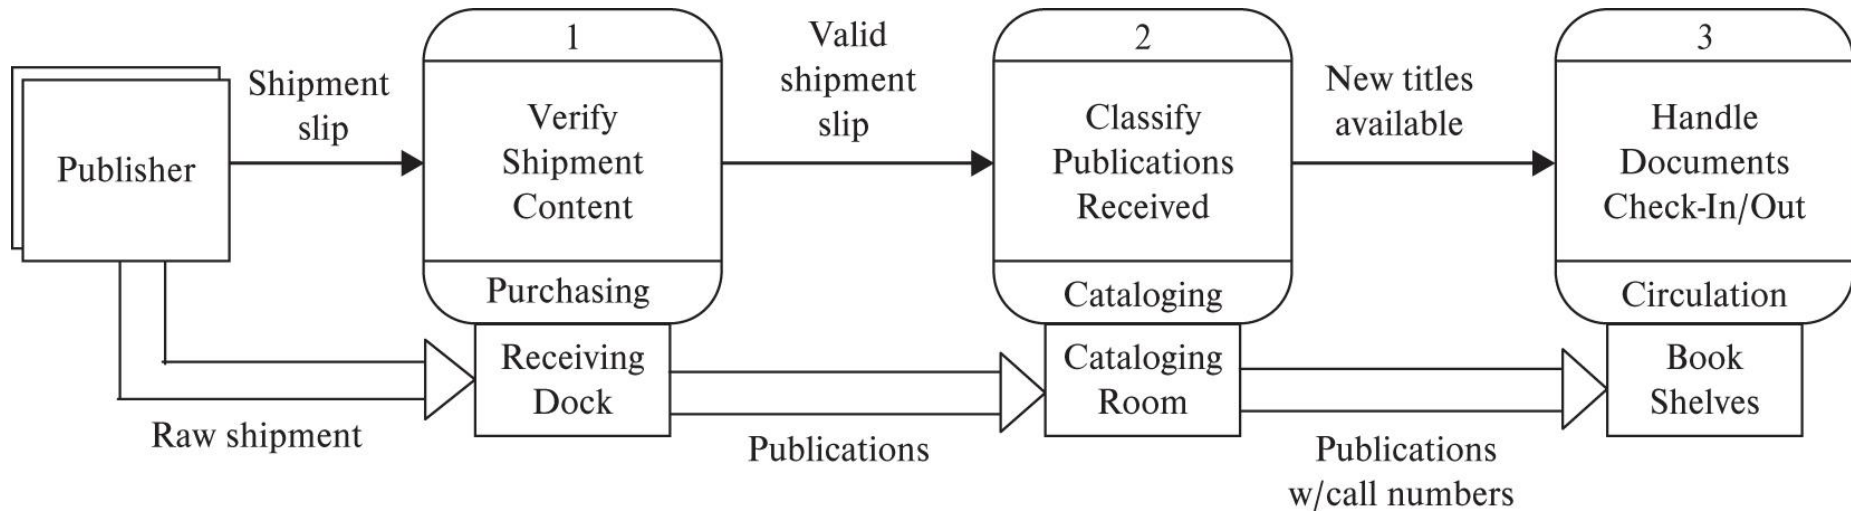 Publisher
Shipment
slip
1
Verify
Shipment
Content
Purchasing
Receiving
Dock
Raw shipment
Valid
shipment
slip
Publications
2
Classify
Publications
Received
Cataloging
Cataloging
Room
New titles
available
Publications
w/call numbers
3
Handle
Documents
Check-In/Out
Circulation
Book
Shelves